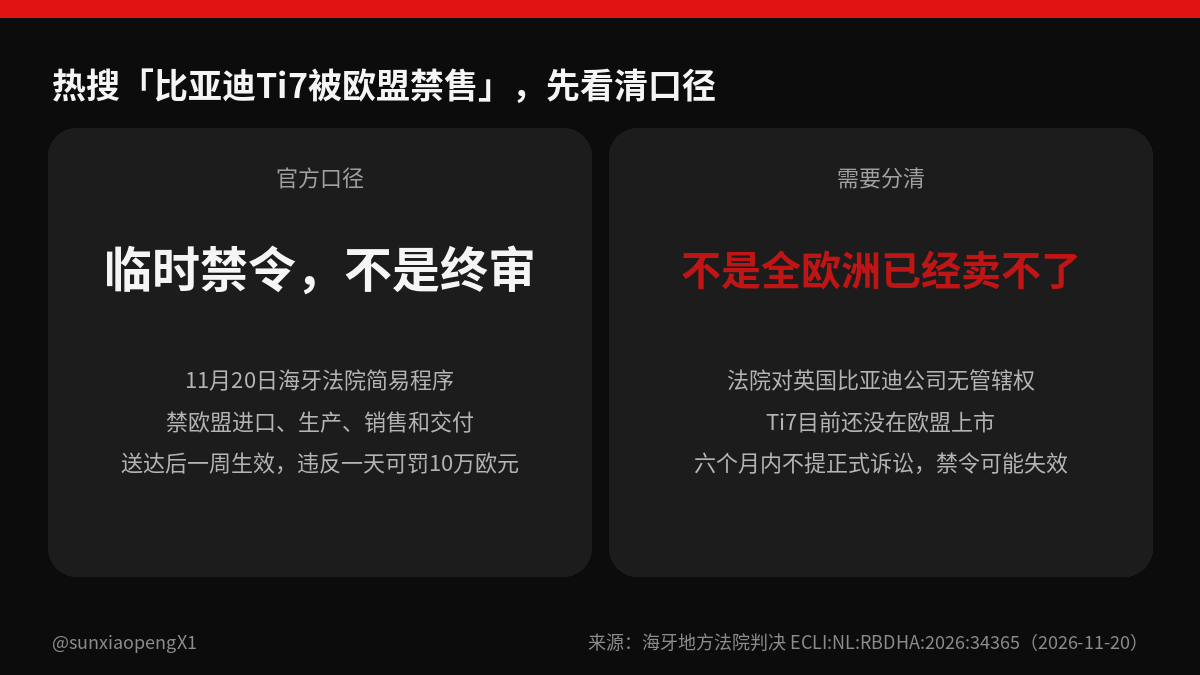 热搜「比亚迪Ti7被欧盟禁售」，先看清口径
官方口径
临时禁令，不是终审
11月20日海牙法院简易程序
禁欧盟进口、生产、销售和交付
送达后一周生效，违反一天可罚10万欧元
需要分清
不是全欧洲已经卖不了
法院对英国比亚迪公司无管辖权
Ti7目前还没在欧盟上市
六个月内不提正式诉讼，禁令可能失效
@sunxiaopengX1
来源：海牙地方法院判决 ECLI:NL:RBDHA:2026:34365（2026-11-20）